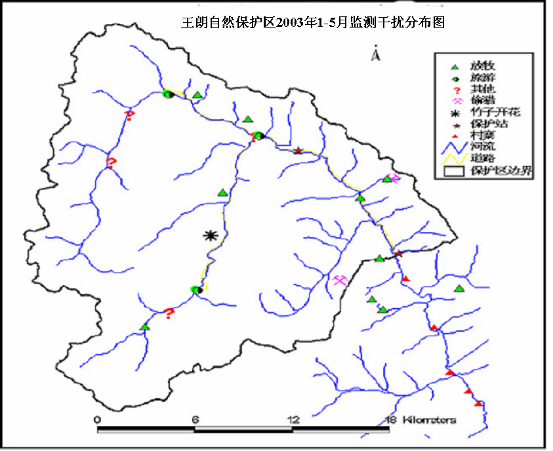 王朗自然保护区2003年1-5月监测干扰分布图
放牧
旅游
? 其他
偷猎
竹子开花
保护站
村寨
河流
道路
保护区边界
?
?
?
?
0 6 12 18 Kilometers